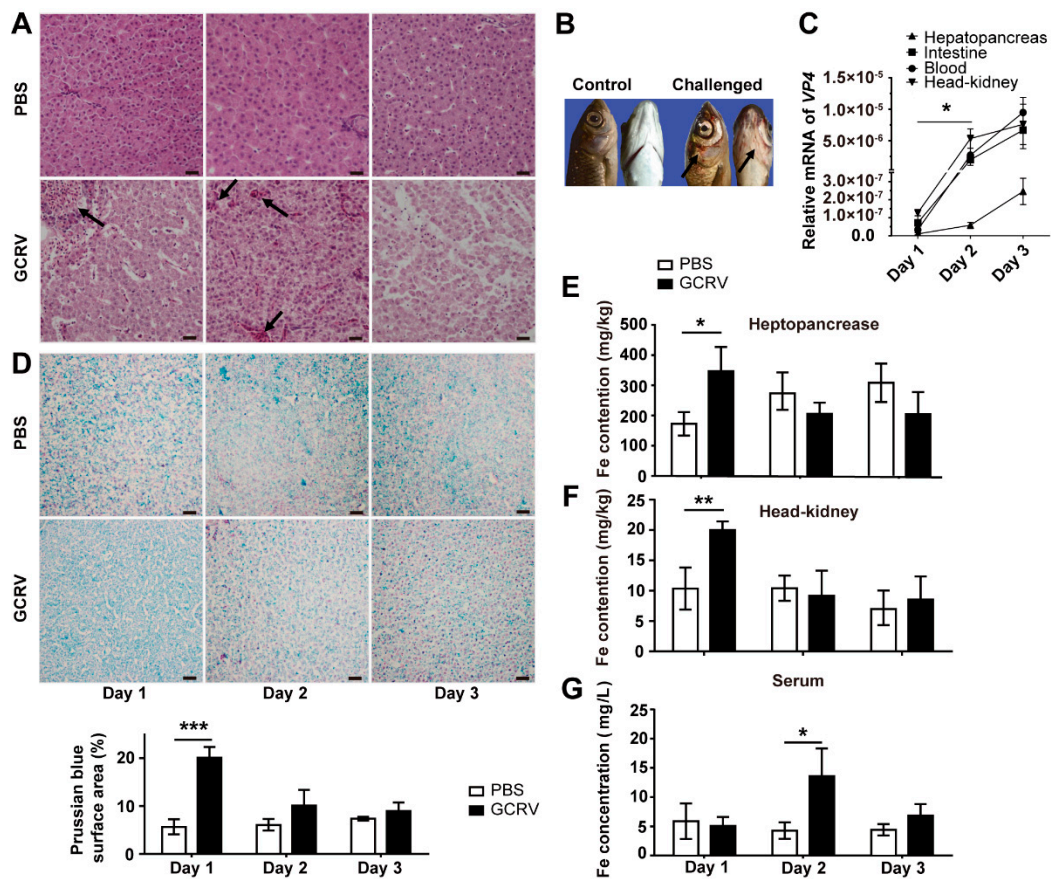 A
PBS
GCRV
B
Control Challenged
C
Hepatopancreas
Intestine
Blood
Head-kidney
Relative mRNA of VP4
1.5×10⁻⁵
1.0×10⁻⁵
5.0×10⁻⁶
3.0×10⁻⁷
2.0×10⁻⁷
1.0×10⁻⁷
0.0
*
Day 1
Day 2
Day 3
D
PBS
GCRV
Day 1 Day 2 Day 3
Prussian blue
surface area (%)
20
10
0
***
Day 1 Day 2 Day 3
PBS
GCRV
PBS
GCRV
E
Heptopancrease
Fe contention (mg/kg)
500
400
300
200
100
0
*
F
Head-kidney
Fe contention (mg/kg)
25
20
15
10
5
0
**
G
Serum
Fe concentration ( mg/L)
25
20
15
10
5
0
*
Day 1 Day 2 Day 3